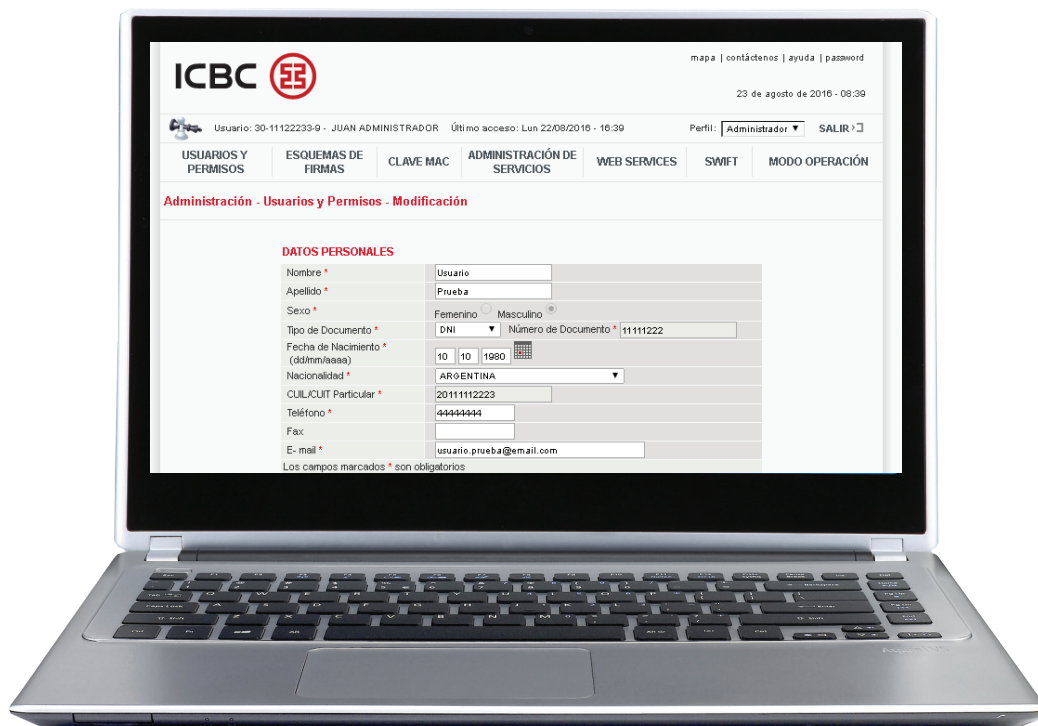 ICBC
mapa | contáctenos | ayuda | password
23 de agosto de 2016 - 08:39
Usuario: 30-11122233-9 - JUAN ADMINISTRADOR Último acceso: Lun 22/08/2016 - 16:39 Perfil: Administrador SALIR
USUARIOS Y PERMISOS ESQUEMAS DE FIRMAS CLAVE MAC ADMINISTRACIÓN DE SERVICIOS WEB SERVICES SWIFT MODO OPERACIÓN
Administración - Usuarios y Permisos - Modificación
DATOS PERSONALES
Nombre * Usuario
Apellido * Prueba
Sexo * Femenino Masculino
Tipo de Documento * DNI Número de Documento * 11111222
Fecha de Nacimiento *
(dd/mm/aaaa) 10 10 1980
Nacionalidad * ARGENTINA
CUIL/CUIT Particular * 20111112223
Teléfono * 44444444
Fax
E- mail * usuario.prueba@email.com
Los campos marcados * son obligatorios